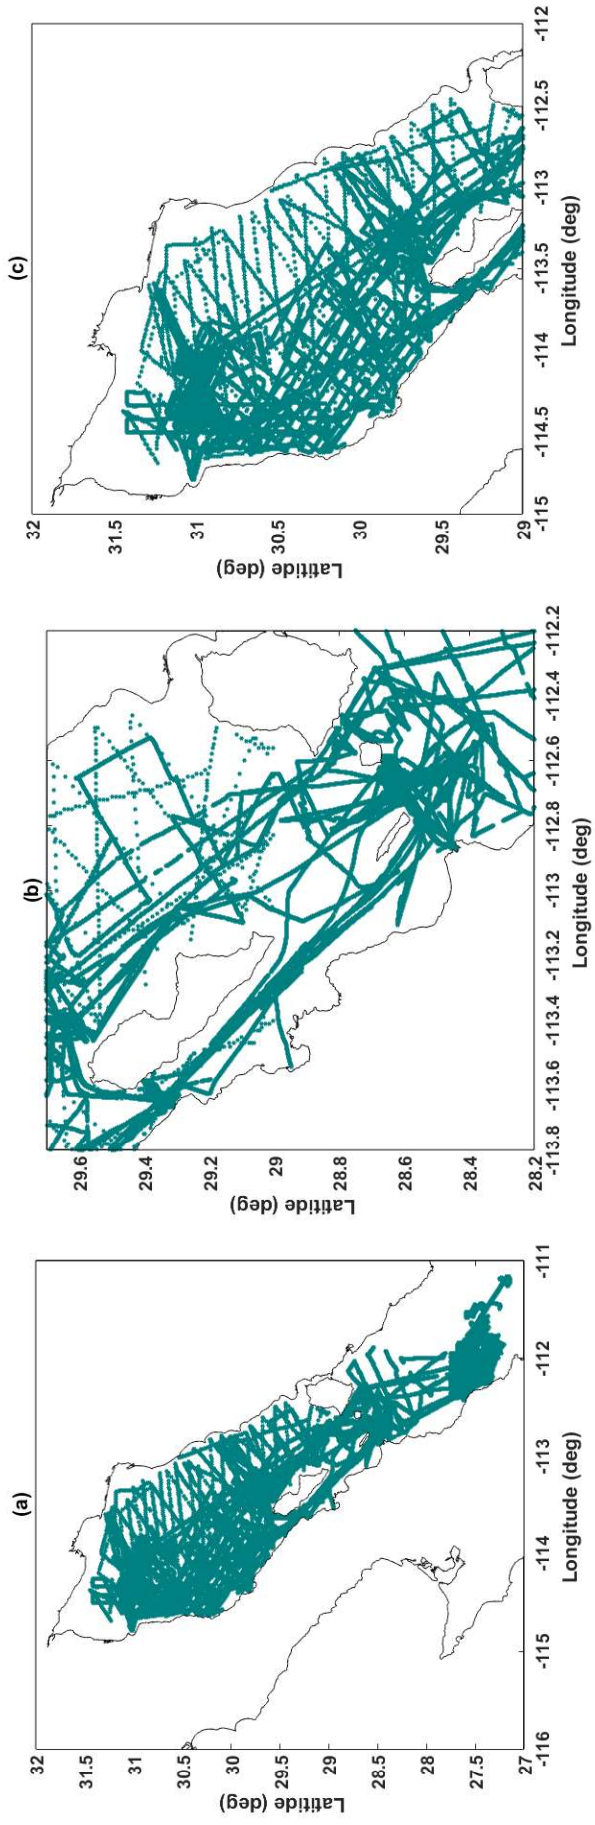 (a)
Latitide (deg)
32
31.5
31
30.5
30
29.5
29
28.5
28
27.5
27
-116 -115 -114 -113 -112 -111
Longitude (deg)
(b)
Latitide (deg)
29.6
29.4
29.2
29
28.8
28.6
28.4
28.2
-113.8 -113.6 -113.4 -113.2 -113 -112.8 -112.6 -112.4 -112.2
Longitude (deg)
(c)
Latitide (deg)
32
31.5
31
30.5
30
29.5
29
-115 -114.5 -114 -113.5 -113 -112.5 -112
Longitude (deg)